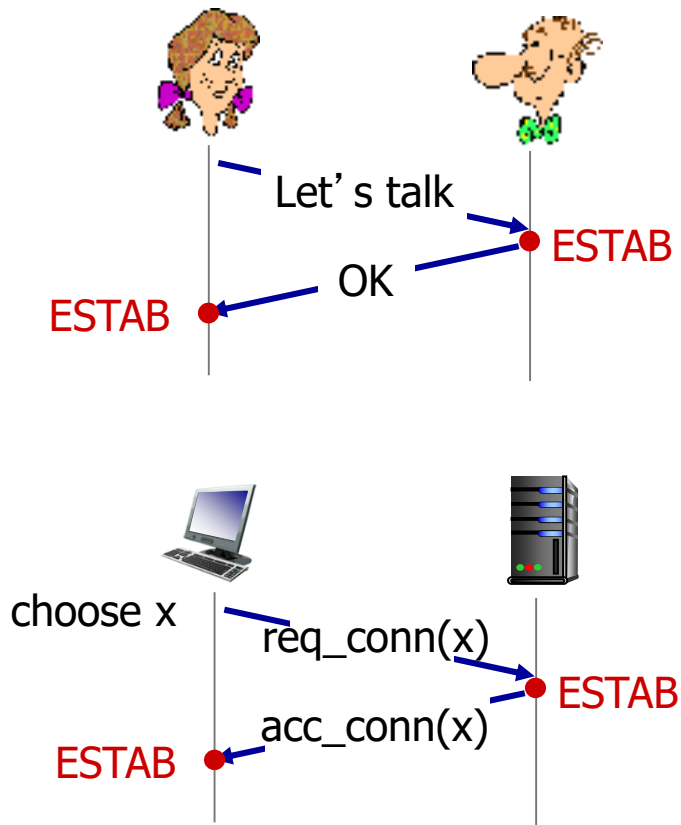 Let's talk
ESTAB
OK
ESTAB
choose x
req_conn(x)
ESTAB
acc_conn(x)
ESTAB